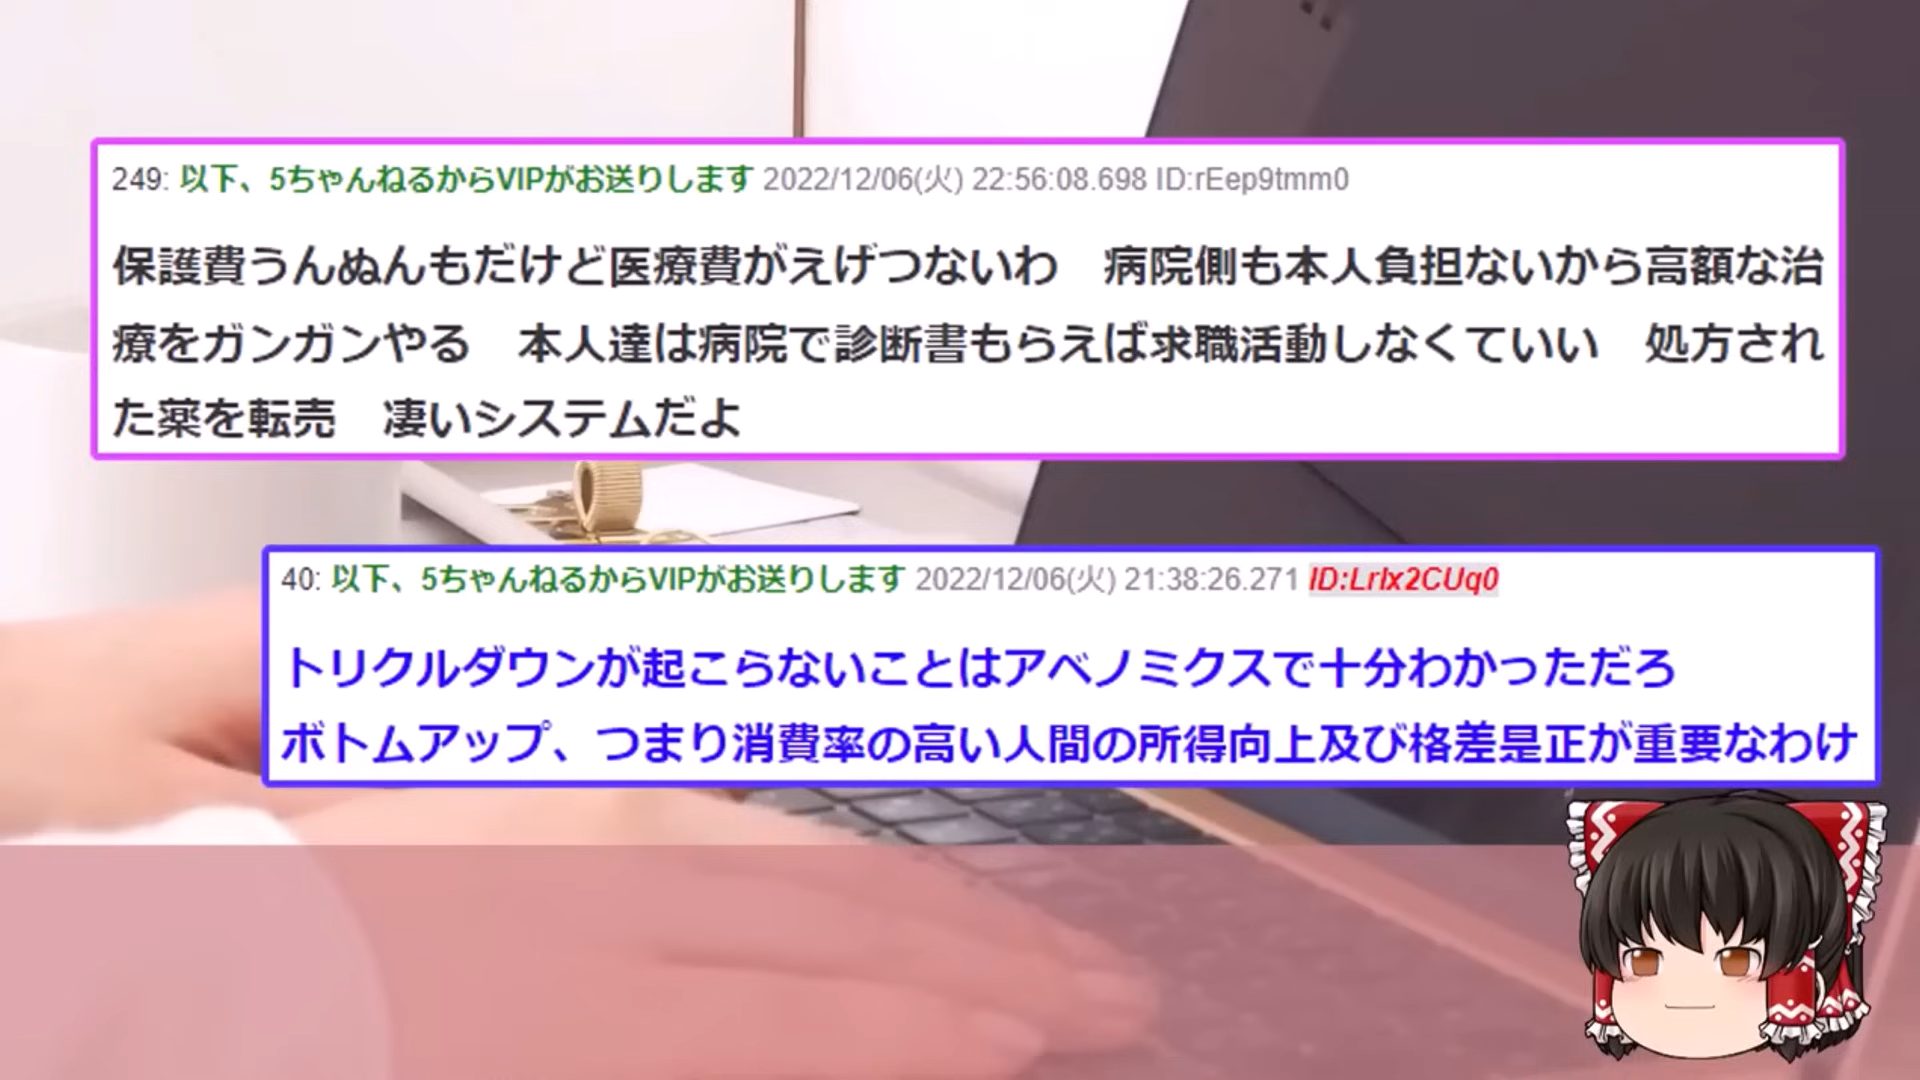 249: 以下、5ちゃんねるからVIPがお送りします 2022/12/06(火) 22:56:08.698 ID:rEep9tmm0
保護費うんぬんもだけど医療費がえげつないわ　病院側も本人負担ないから高額な治
療をガンガンやる　本人達は病院で診断書もらえば求職活動しなくていい　処方され
た薬を転売　凄いシステムだよ
40: 以下、5ちゃんねるからVIPがお送りします 2022/12/06(火) 21:38:26.271 ID:Lrlx2CUq0
トリクルダウンが起こらないことはアベノミクスで十分わかっただろ
ボトムアップ、つまり消費率の高い人間の所得向上及び格差是正が重要なわけ